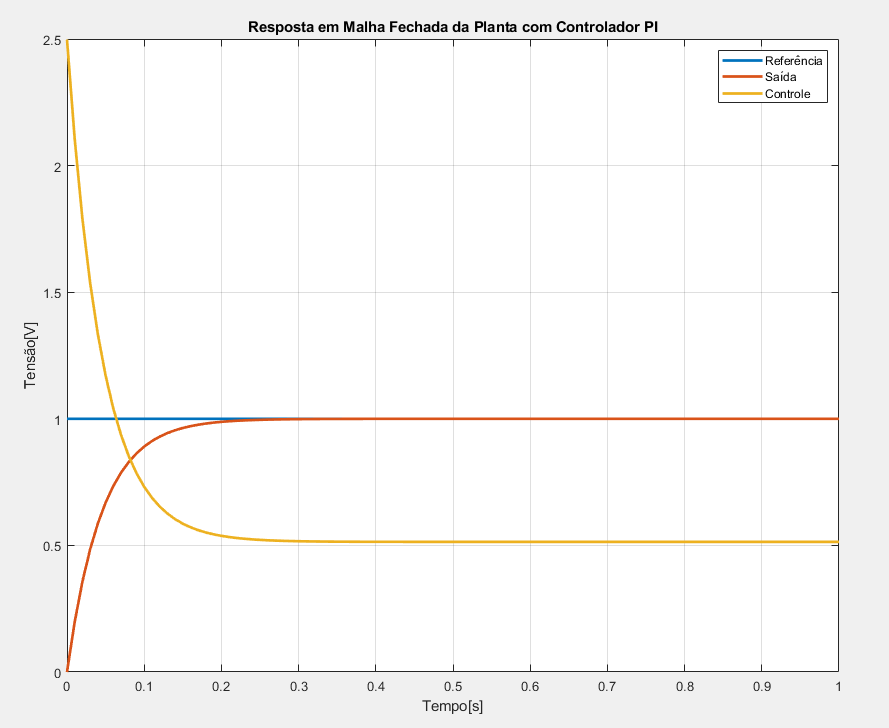 Resposta em Malha Fechada da Planta com Controlador PI
2.5
2
1.5
1
0.5
0
Tensão[V]
Referência
Saída
Controle
0 0.1 0.2 0.3 0.4 0.5 0.6 0.7 0.8 0.9 1
Tempo[s]